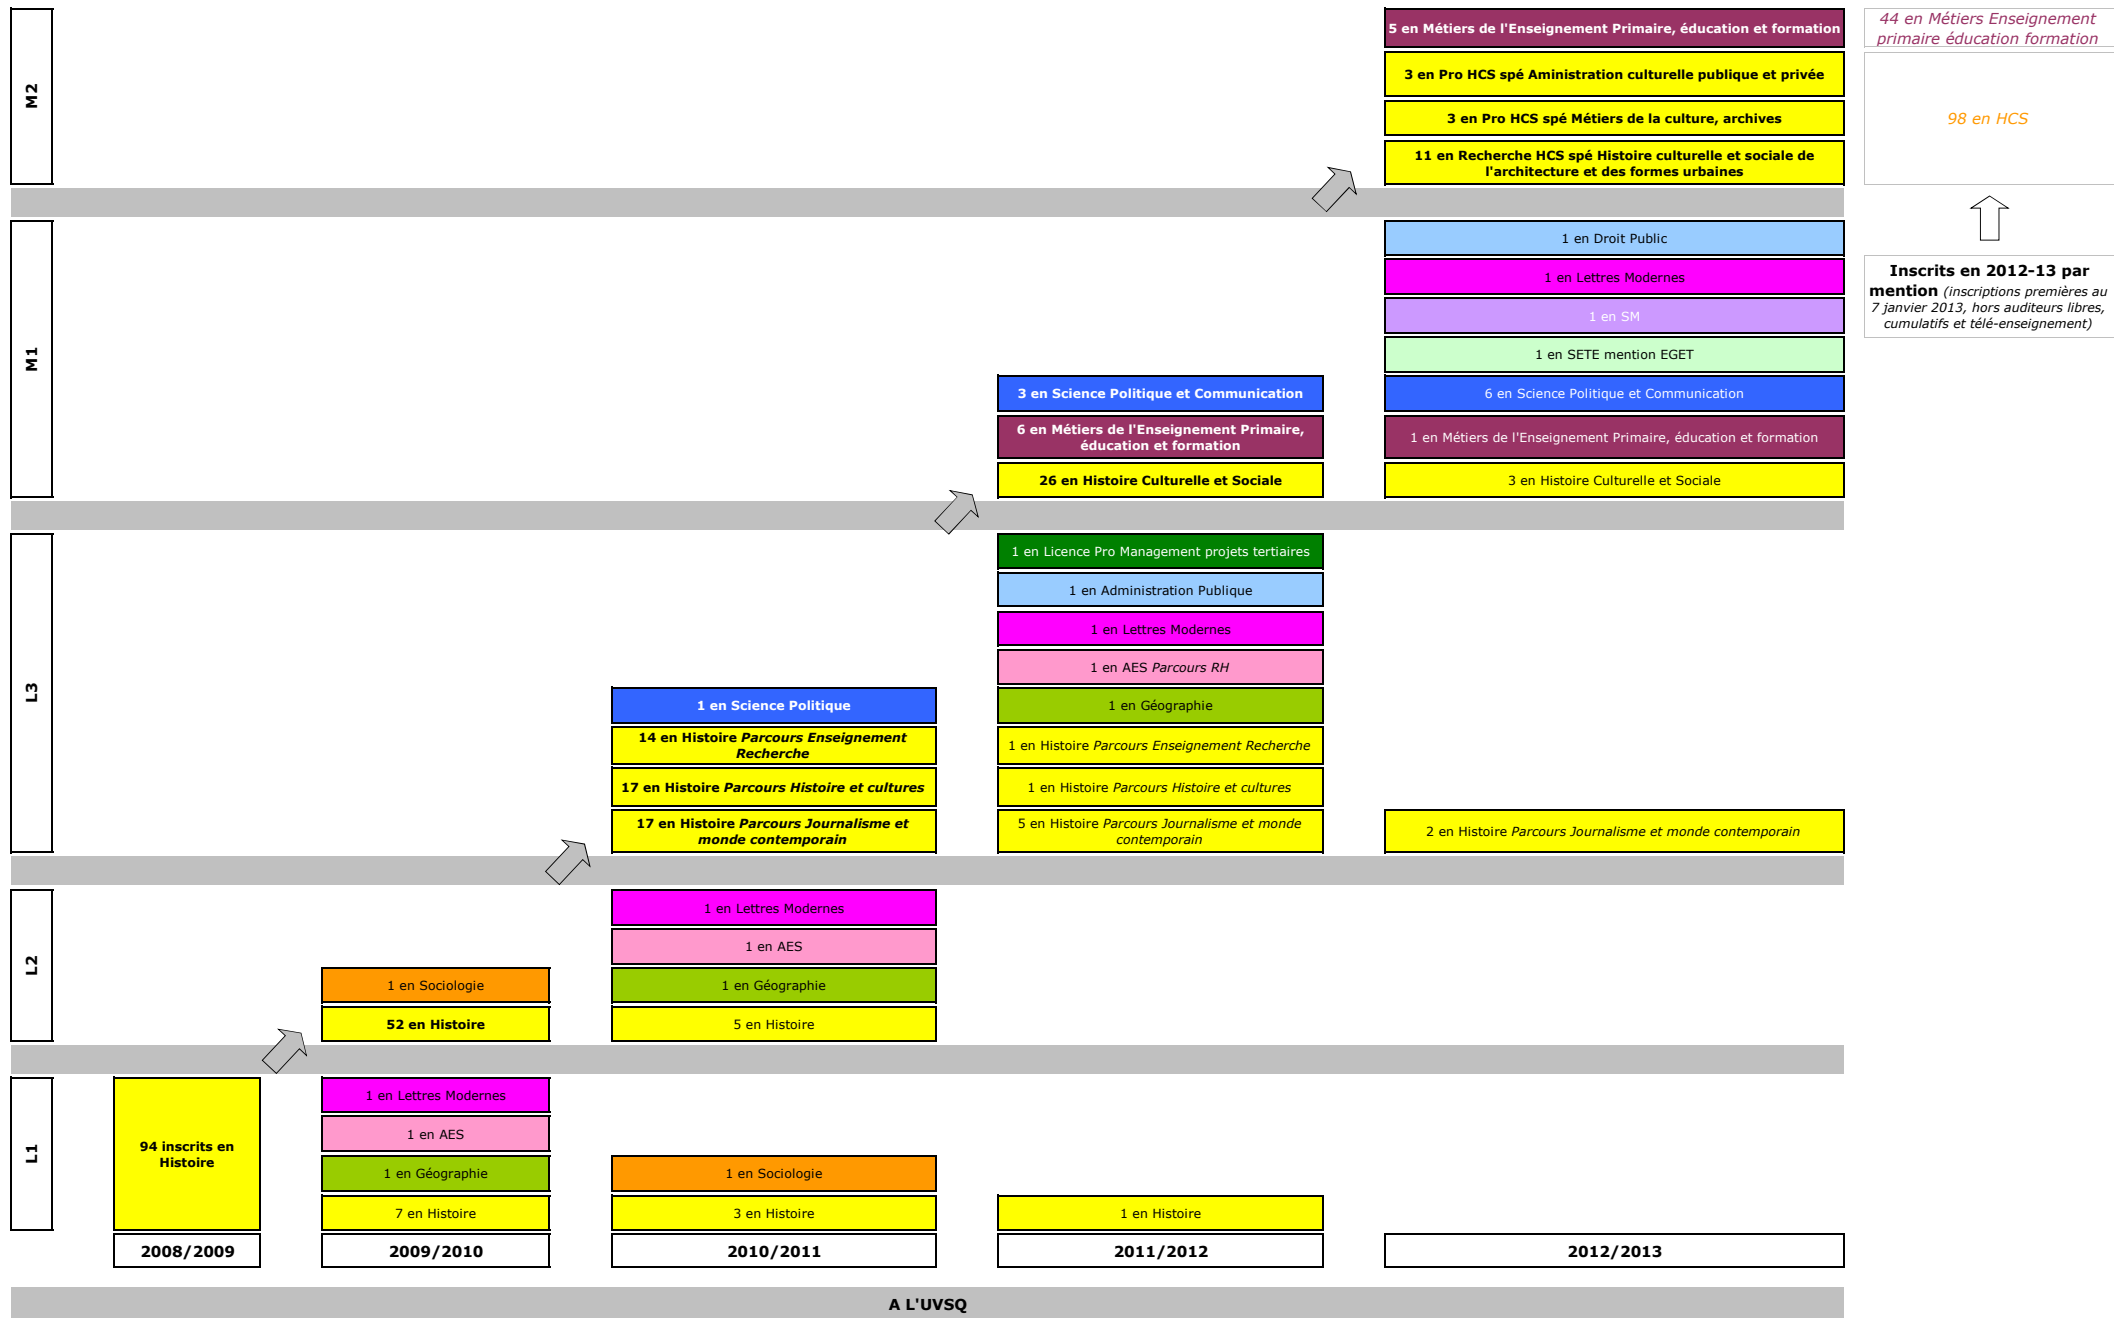 M2
5 en Métiers de l'Enseignement Primaire, éducation et formation
3 en Pro HCS spé Aministration culturelle publique et privée
3 en Pro HCS spé Métiers de la culture, archives
11 en Recherche HCS spé Histoire culturelle et sociale de
l'architecture et des formes urbaines
44 en Métiers Enseignement
primaire éducation formation
98 en HCS
Inscrits en 2012-13 par
mention (inscriptions premières au
7 janvier 2013, hors auditeurs libres,
cumulatifs et télé-enseignement)
M1
3 en Science Politique et Communication
6 en Métiers de l'Enseignement Primaire,
éducation et formation
26 en Histoire Culturelle et Sociale
1 en Droit Public
1 en Lettres Modernes
1 en SM
1 en SETE mention EGET
6 en Science Politique et Communication
1 en Métiers de l'Enseignement Primaire, éducation et formation
3 en Histoire Culturelle et Sociale
L3
1 en Science Politique
14 en Histoire Parcours Enseignement
Recherche
17 en Histoire Parcours Histoire et cultures
17 en Histoire Parcours Journalisme et
monde contemporain
1 en Licence Pro Management projets tertiaires
1 en Administration Publique
1 en Lettres Modernes
1 en AES Parcours RH
1 en Géographie
1 en Histoire Parcours Enseignement Recherche
1 en Histoire Parcours Histoire et cultures
5 en Histoire Parcours Journalisme et monde
contemporain
2 en Histoire Parcours Journalisme et monde contemporain
L2
1 en Sociologie
52 en Histoire
1 en Lettres Modernes
1 en AES
1 en Géographie
5 en Histoire
L1
94 inscrits en
Histoire
1 en Lettres Modernes
1 en AES
1 en Géographie
7 en Histoire
1 en Sociologie
3 en Histoire
1 en Histoire
2008/2009
2009/2010
2010/2011
2011/2012
2012/2013
A L'UVSQ